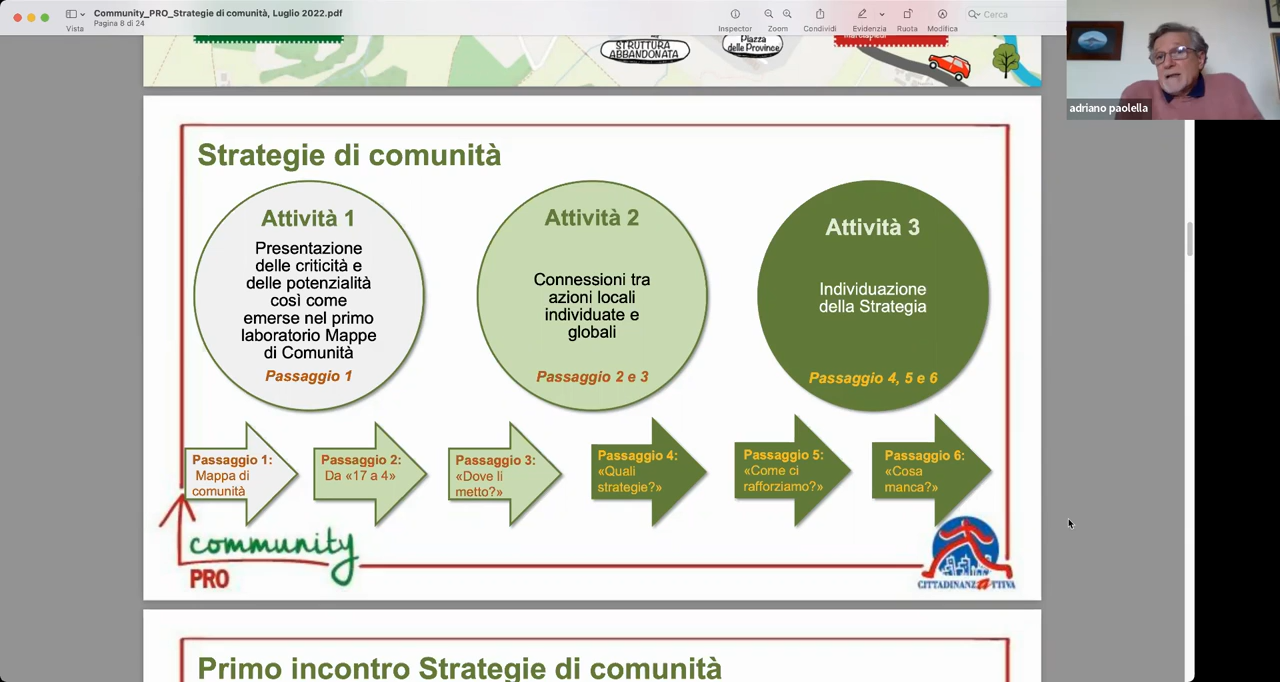 Community_PRO_Strategie di comunità, Luglio 2022.pdf
Pagina 8 di 24
Vista
Inspector
Zoom
Condividi
Evidenzia
Ruota
Modifica
Cerca
adriano paolella
STRUTTURA
ABBANDONATA
Piazza
delle Province
Strategie di comunità
Attività 1
Presentazione
delle criticità e
delle potenzialità
così come
emerse nel primo
laboratorio Mappe
di Comunità
Passaggio 1
Attività 2
Connessioni tra
azioni locali
individuate e
globali
Passaggio 2 e 3
Attività 3
Individuazione
della Strategia
Passaggio 4, 5 e 6
Passaggio 1:
Mappa di
comunità
Passaggio 2:
Da «17 a 4»
Passaggio 3:
«Dove li
metto?»
Passaggio 4:
«Quali
strategie?»
Passaggio 5:
«Come ci
rafforziamo?»
Passaggio 6:
«Cosa
manca?»
community
PRO
CITTADINANZATTIVA
Primo incontro Strategie di comunità